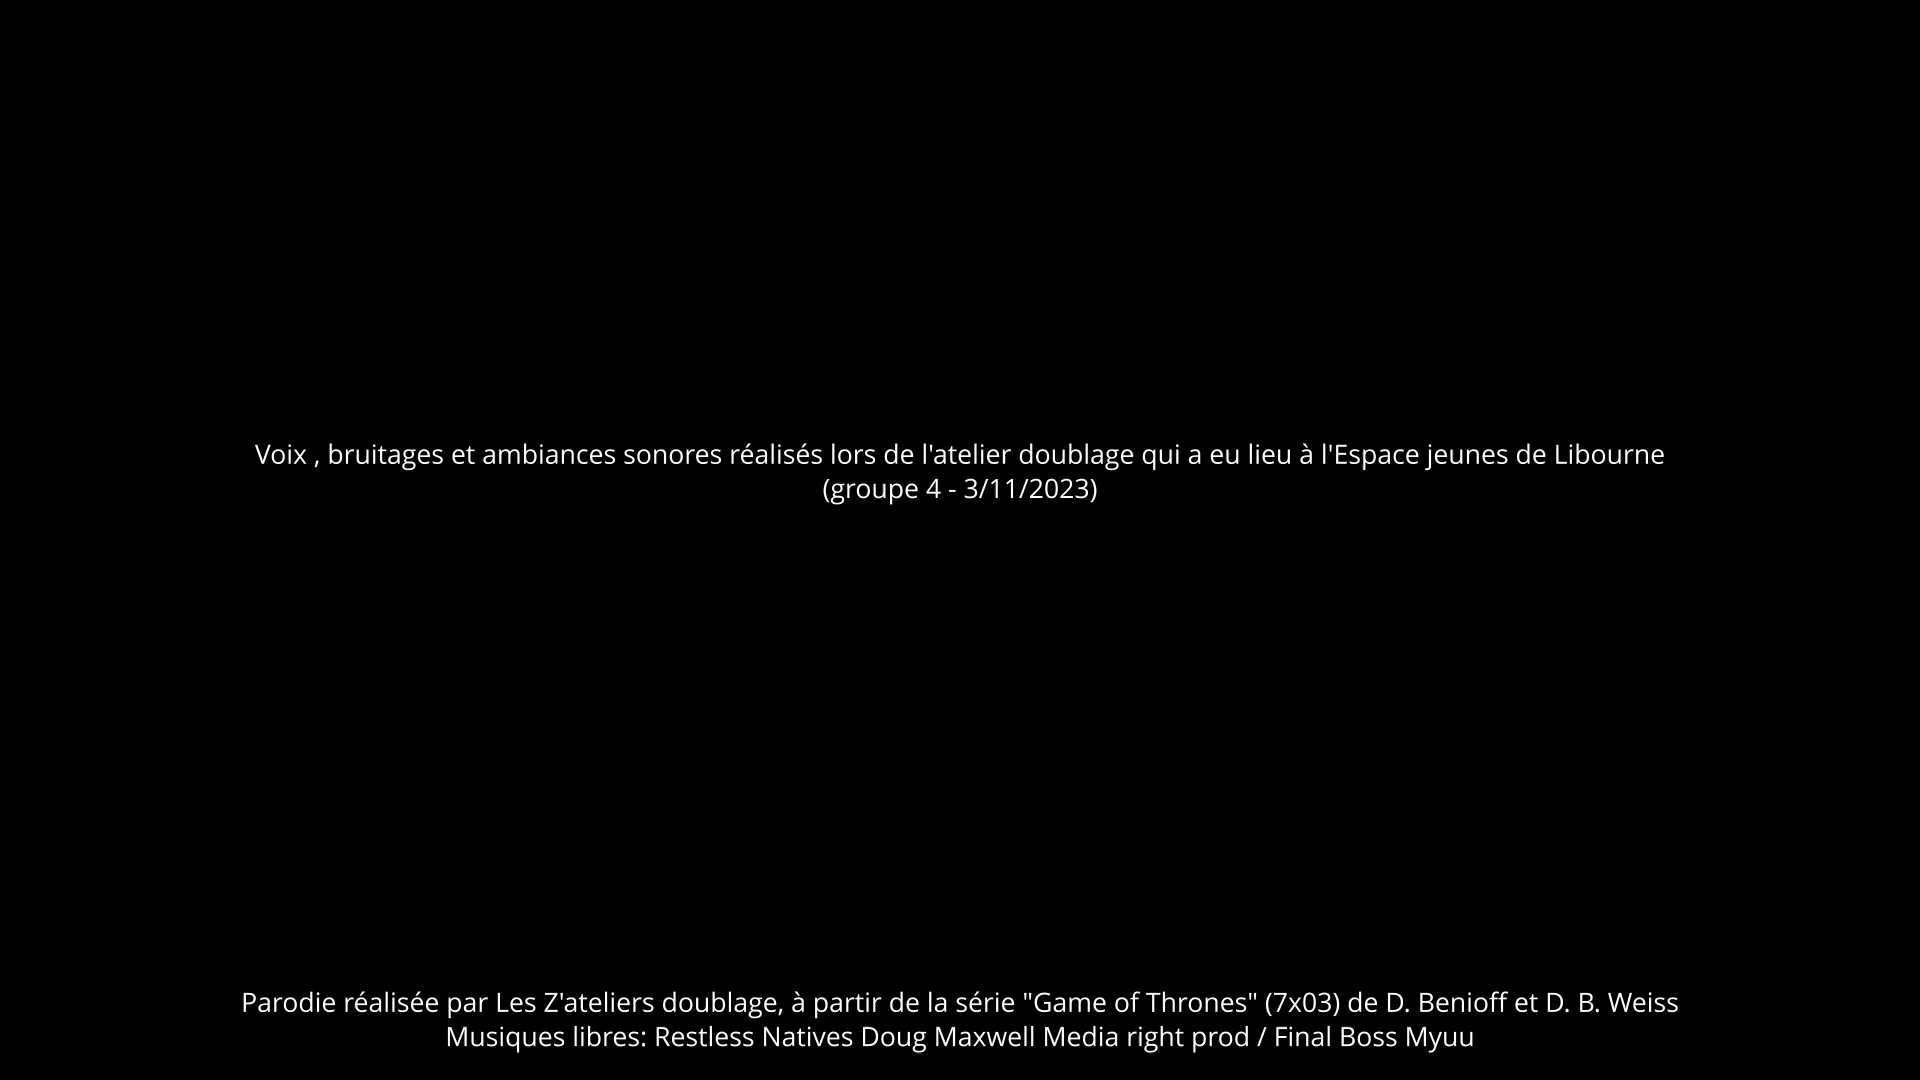 Voix , bruitages et ambiances sonores réalisés lors de l'atelier doublage qui a eu lieu à l'Espace jeunes de Libourne
(groupe 4 - 3/11/2023)
Parodie réalisée par Les Z'ateliers doublage, à partir de la série "Game of Thrones" (7x03) de D. Benioff et D. B. Weiss
Musiques libres: Restless Natives Doug Maxwell Media right prod / Final Boss Myuu